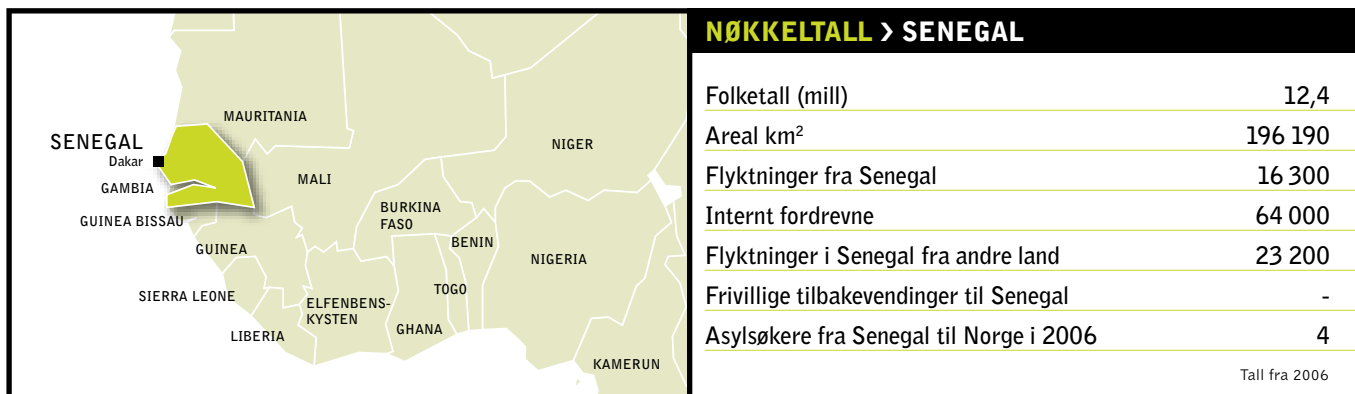 MAURITANIA
SENEGAL
Dakar
NIGER
MALI
GAMBIA
BURKINA
FASO
GUINEA BISSAU
BENIN
GUINEA
NIGERIA
TOGO
SIERRA LEONE
ELFENBENS-
KYSTEN
GHANA
LIBERIA
KAMERUN
NØKKELTALL › SENEGAL
Folketall (mill) 12,4
Areal km² 196 190
Flyktninger fra Senegal 16 300
Internt fordrevne 64 000
Flyktninger i Senegal fra andre land 23 200
Frivillige tilbakevendinger til Senegal -
Asylsøkere fra Senegal til Norge i 2006 4
Tall fra 2006